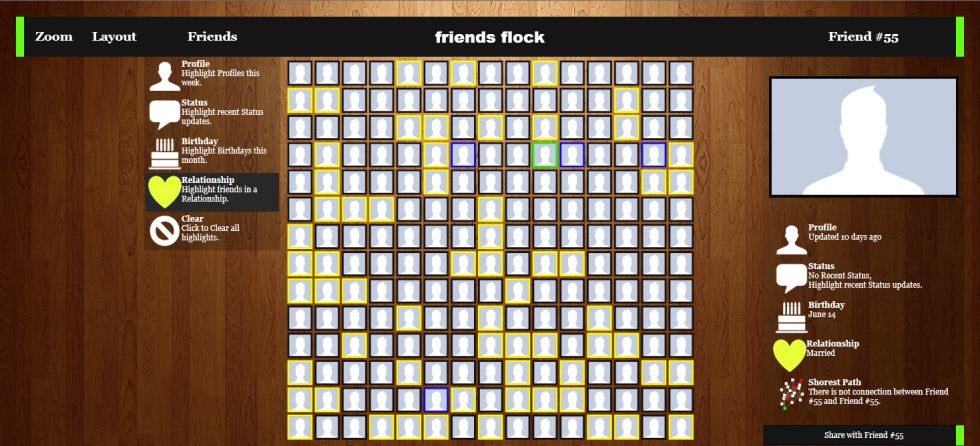 Zoom Layout Friends friends flock Friend #55
Profile
Highlight Profiles this
week.
Status
Highlight recent Status
updates.
Birthday
Highlight Birthdays this
month.
Relationship
Highlight friends in a
Relationship.
Clear
Click to Clear all
highlights.
Profile
Updated 10 days ago
Status
No Recent Status,
Highlight recent Status updates.
Birthday
June 14
Relationship
Married
Shorest Path
There is not connection between Friend
#55 and Friend #55.
Share with Friend #55